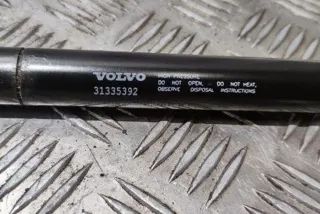 VOLVO
31335392
HIGH PRESSURE
DO NOT OPEN, DO NOT HEAT,
OBSERVE DISPOSAL INSTRUCTIONS